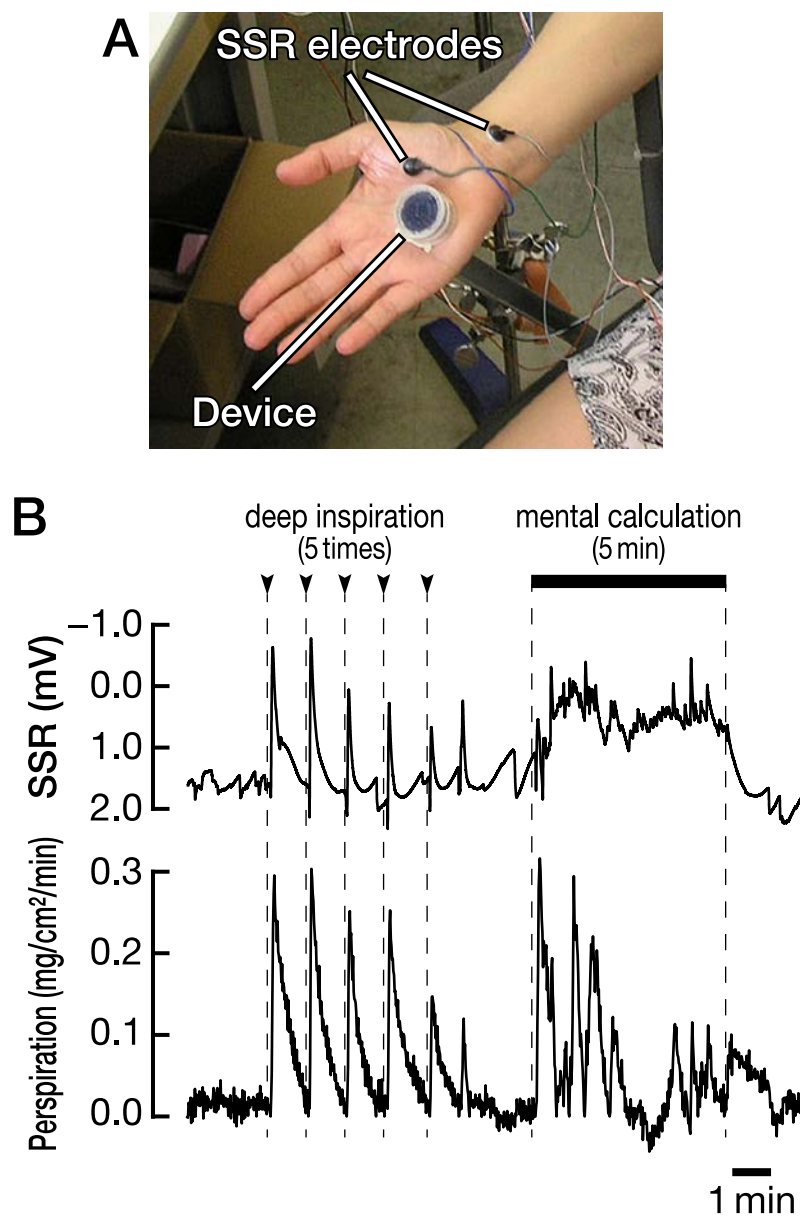 A
SSR electrodes
Device
B
deep inspiration
(5 times)
mental calculation
(5 min)
SSR (mV)
−1.0
0.0
1.0
2.0
Perspiration (mg/cm²/min)
0.3
0.2
0.1
0.0
1 min